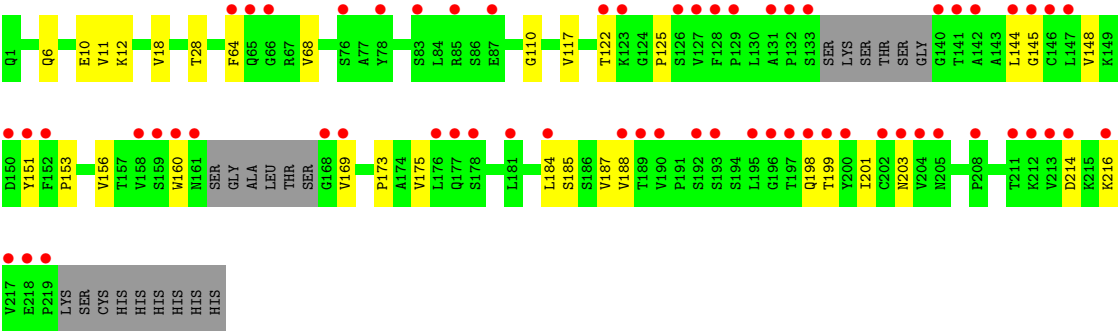 Q1 Q6 E10 V11 K12 V18 T28 F64 Q65 G66 R67 V68 S76 A77 Y78 S83 L84 R85 S86 E87 G110 V117 T122 K123 G124 P125 S126 V127 F128 P129 L130 A131 P132 S133 SER LYS SER THR SER GLY G140 T141 A142 A143 L144 G145 C146 L147 V148 K149
D150 Y151 F152 P153 V156 T157 V158 S159 W160 N161 SER GLY ALA LEU THR SER G168 V169 P173 A174 V175 L176 Q177 S178 L181 L184 S185 S186 V187 V188 T189 V190 P191 S192 S193 S194 L195 G196 T197 Q198 T199 Y200 I201 C202 N203 V204 N205 P208 T211 K212 V213 D214 K215 K216
V217 E218 P219 LYS SER CYS HIS HIS HIS HIS HIS HIS